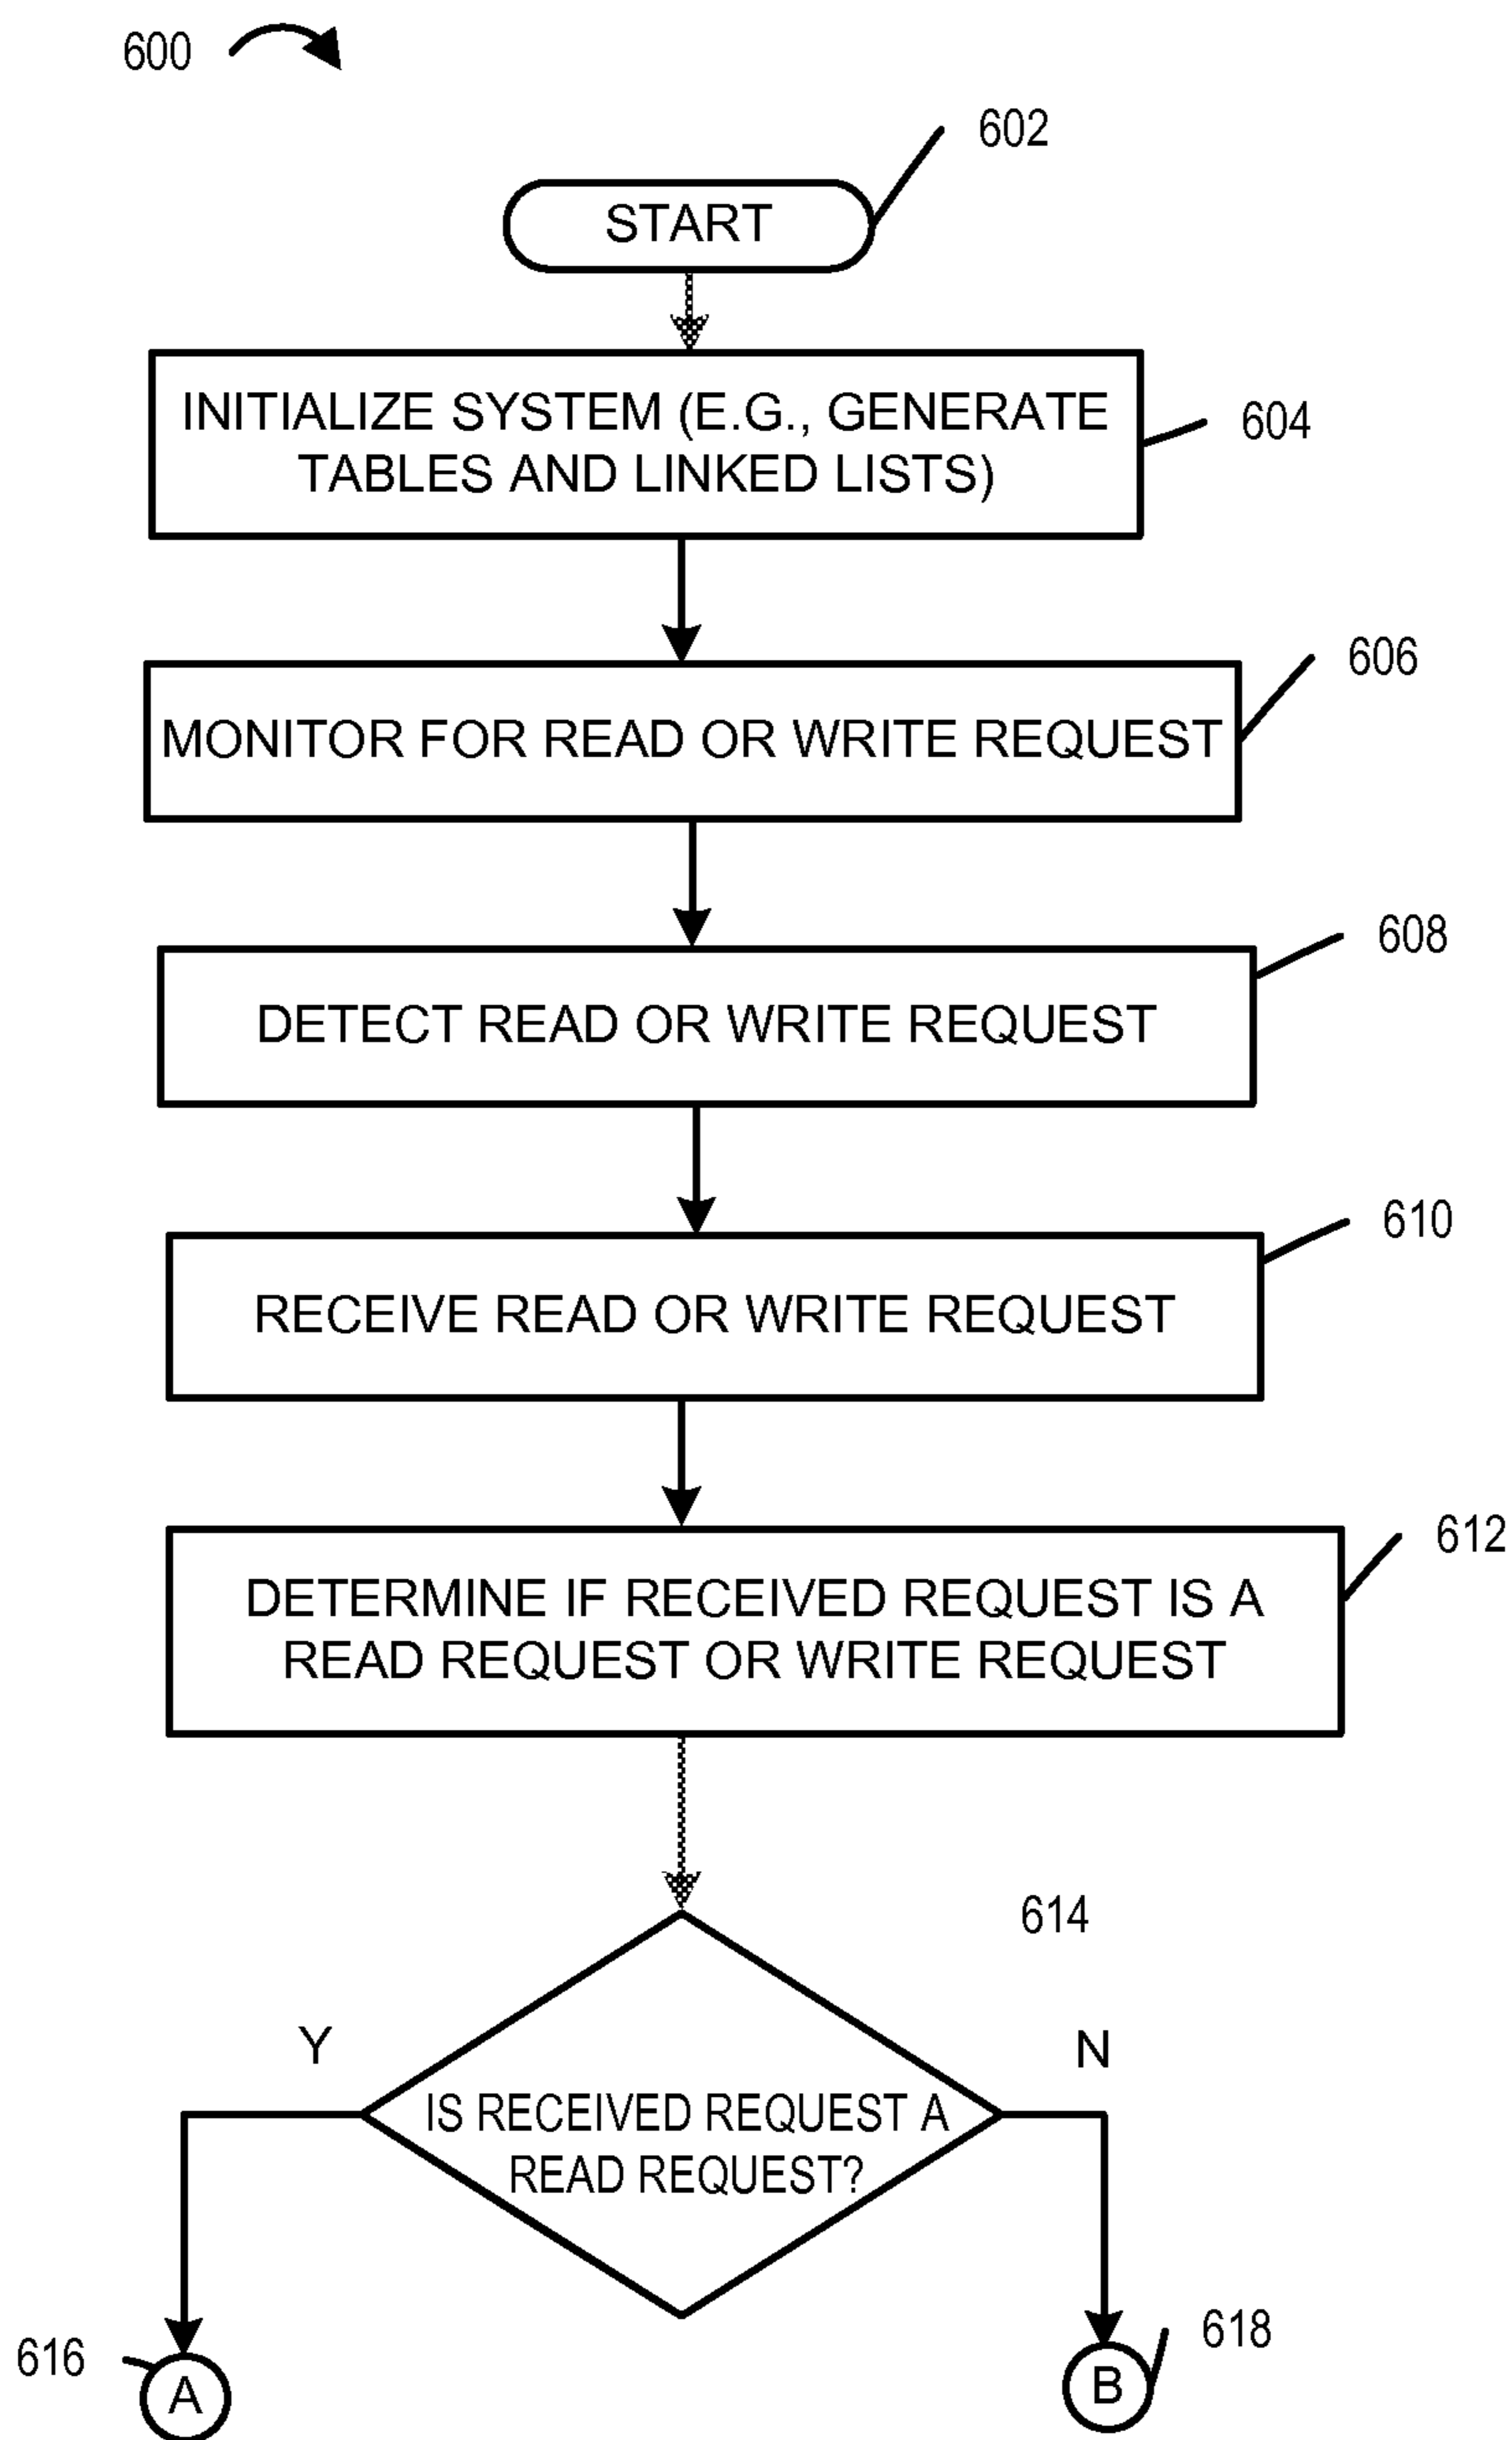 600
602
START
INITIALIZE SYSTEM (E.G., GENERATE
TABLES AND LINKED LISTS)
604
606
MONITOR FOR READ OR WRITE REQUEST
608
DETECT READ OR WRITE REQUEST
610
RECEIVE READ OR WRITE REQUEST
612
DETERMINE IF RECEIVED REQUEST IS A
READ REQUEST OR WRITE REQUEST
614
Y
N
IS RECEIVED REQUEST A
READ REQUEST?
616
A
618
B